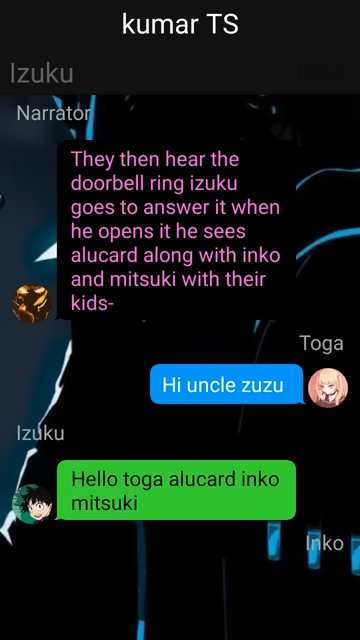 kumar TS
Izuku
Narrator
They then hear the
doorbell ring izuku
goes to answer it when
he opens it he sees
alucard along with inko
and mitsuki with their
kids-
Toga
Hi uncle zuzu
Izuku
Hello toga alucard inko
mitsuki
Inko